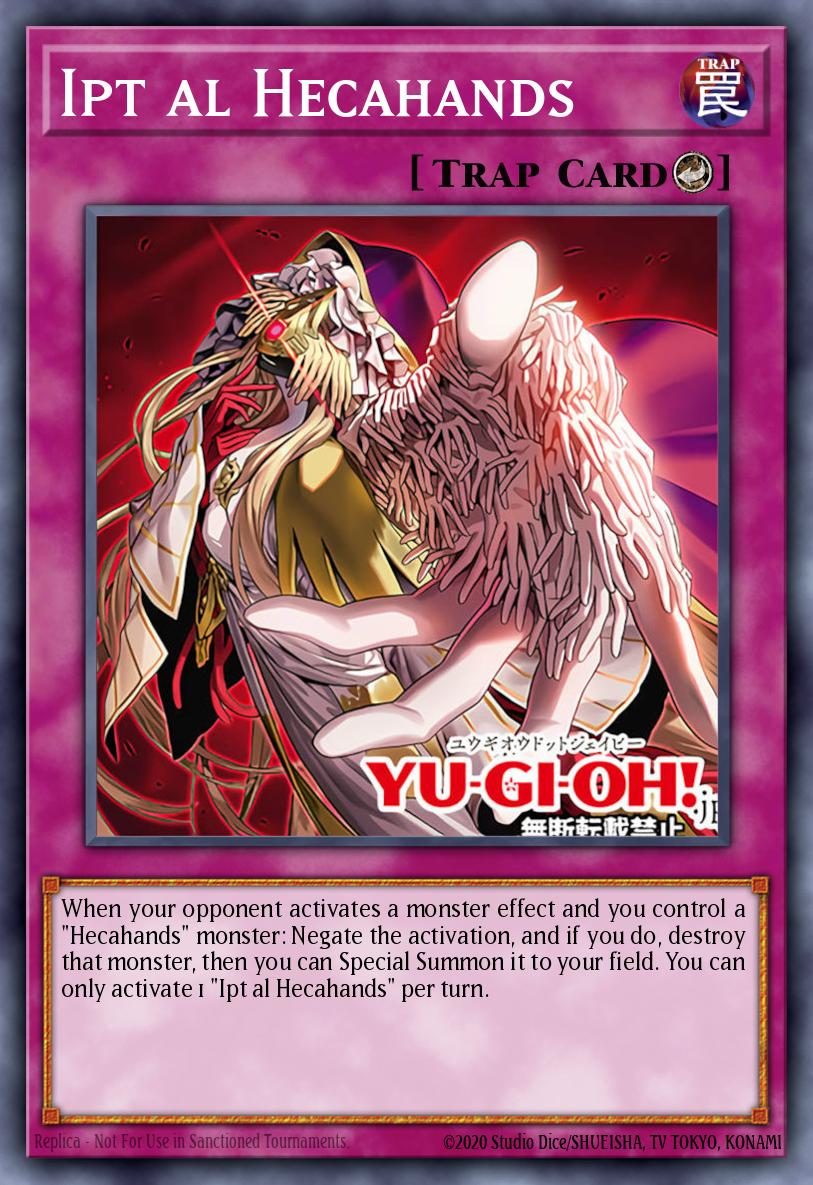 Ipt al Hecahands
TRAP
罠
[ Trap Card ]
ユウギオウドットジェイピー
YU-GI-OH!
無断転載禁止
When your opponent activates a monster effect and you control a
"Hecahands" monster: Negate the activation, and if you do, destroy
that monster, then you can Special Summon it to your field. You can
only activate 1 "Ipt al Hecahands" per turn.
Replica - Not For Use in Sanctioned Tournaments.
©2020 Studio Dice/SHUEISHA, TV TOKYO, KONAMI